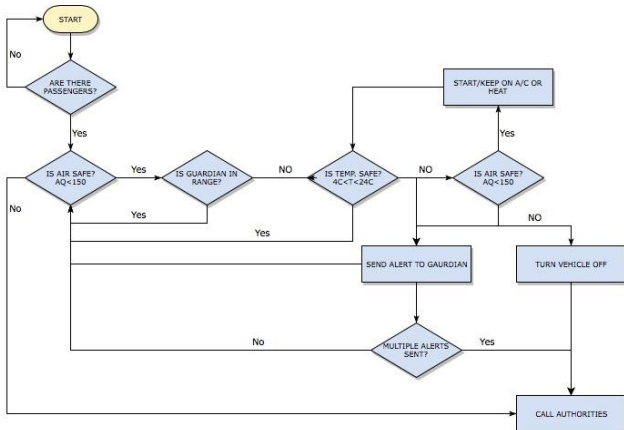 START
No
ARE THERE
PASSENGERS?
START/KEEP ON A/C OR
HEAT
Yes
Yes
IS AIR SAFE?
AQ<150
Yes
IS GUARDIAN IN
RANGE?
NO
IS TEMP. SAFE?
4C<T<24C
NO
IS AIR SAFE?
AQ<150
No
Yes
Yes
NO
SEND ALERT TO GAURDIAN
TURN VEHICLE OFF
No
MULTIPLE ALERTS
SENT?
Yes
CALL AUTHORITIES